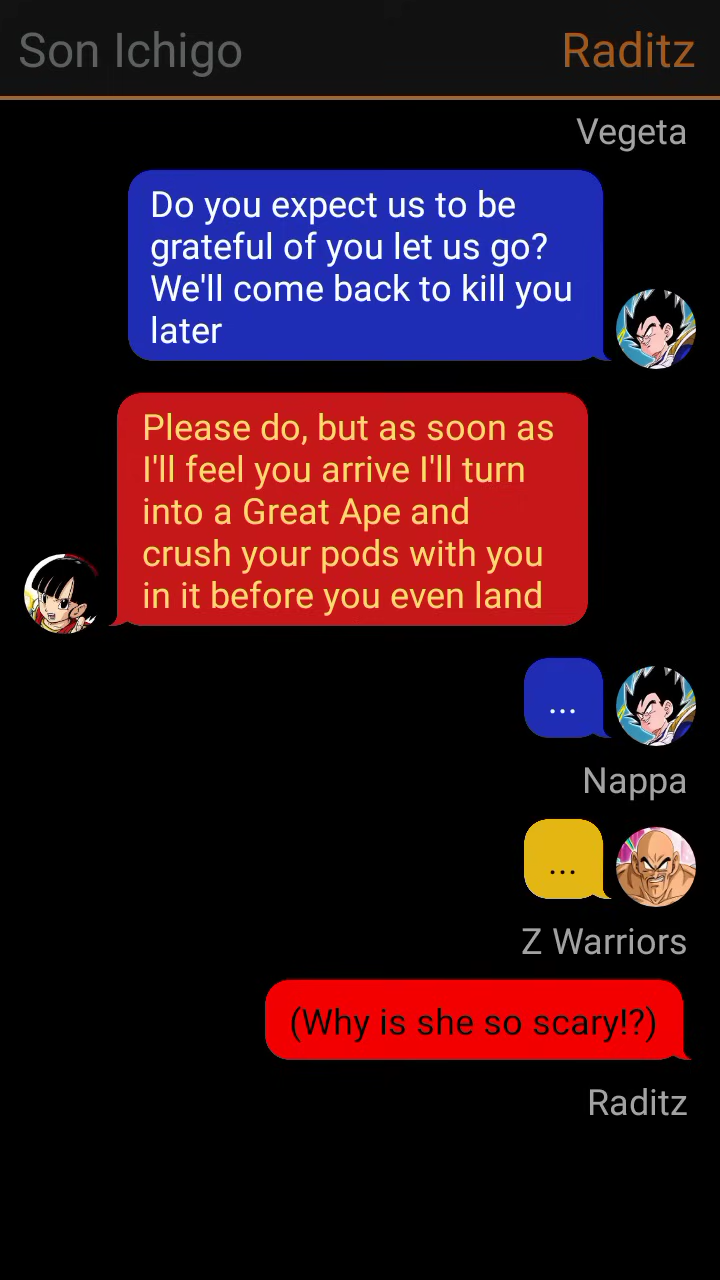 Son Ichigo
Raditz
Vegeta
Do you expect us to be
grateful of you let us go?
We'll come back to kill you
later
Please do, but as soon as
I'll feel you arrive I'll turn
into a Great Ape and
crush your pods with you
in it before you even land
...
Nappa
...
Z Warriors
(Why is she so scary!?)
Raditz